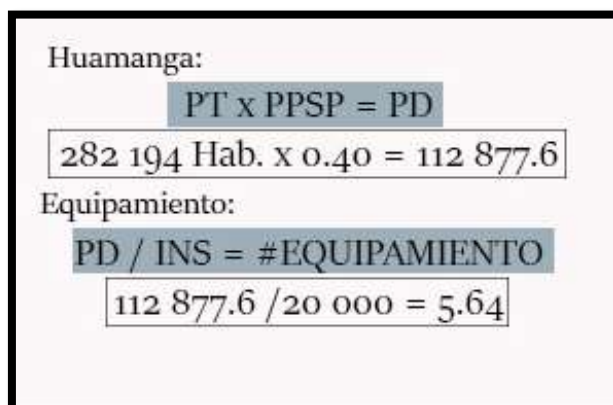 Huamanga:
PT x PPSP = PD
282 194 Hab. x 0.40 = 112 877.6
Equipamiento:
PD / INS = #EQUIPAMIENTO
112 877.6 /20 000 = 5.64